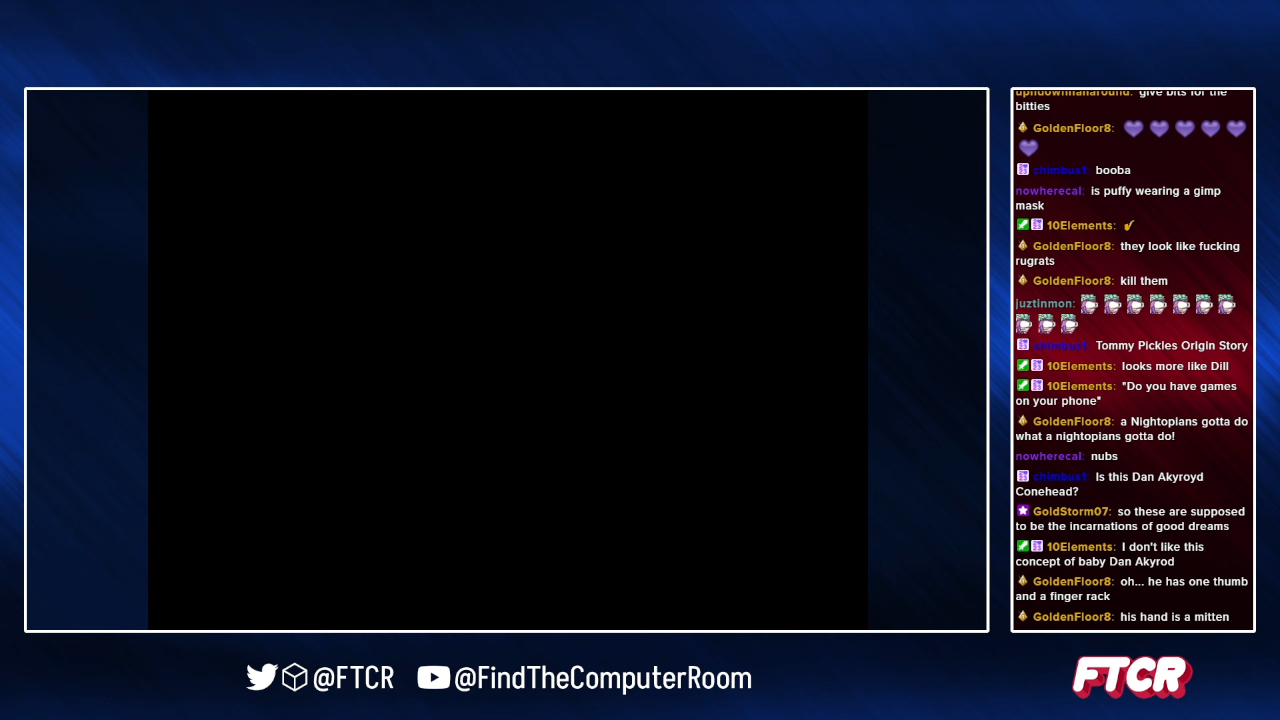 upndownhanaround: give bits for the
bitties
GoldenFloor8:
chimbus1: booba
nowherecal: is puffy wearing a gimp
mask
10Elements:
GoldenFloor8: they look like fucking
rugrats
GoldenFloor8: kill them
juztinmon:
chimbus1: Tommy Pickles Origin Story
10Elements: looks more like Dill
10Elements: "Do you have games
on your phone"
GoldenFloor8: a Nightopians gotta do
what a nightopians gotta do!
nowherecal: nubs
chimbus1: Is this Dan Akyroyd
Conehead?
GoldStorm07: so these are supposed
to be the incarnations of good dreams
10Elements: I don't like this
concept of baby Dan Akyrod
GoldenFloor8: oh... he has one thumb
and a finger rack
GoldenFloor8: his hand is a mitten
@FTCR @FindTheComputerRoom
FTCR